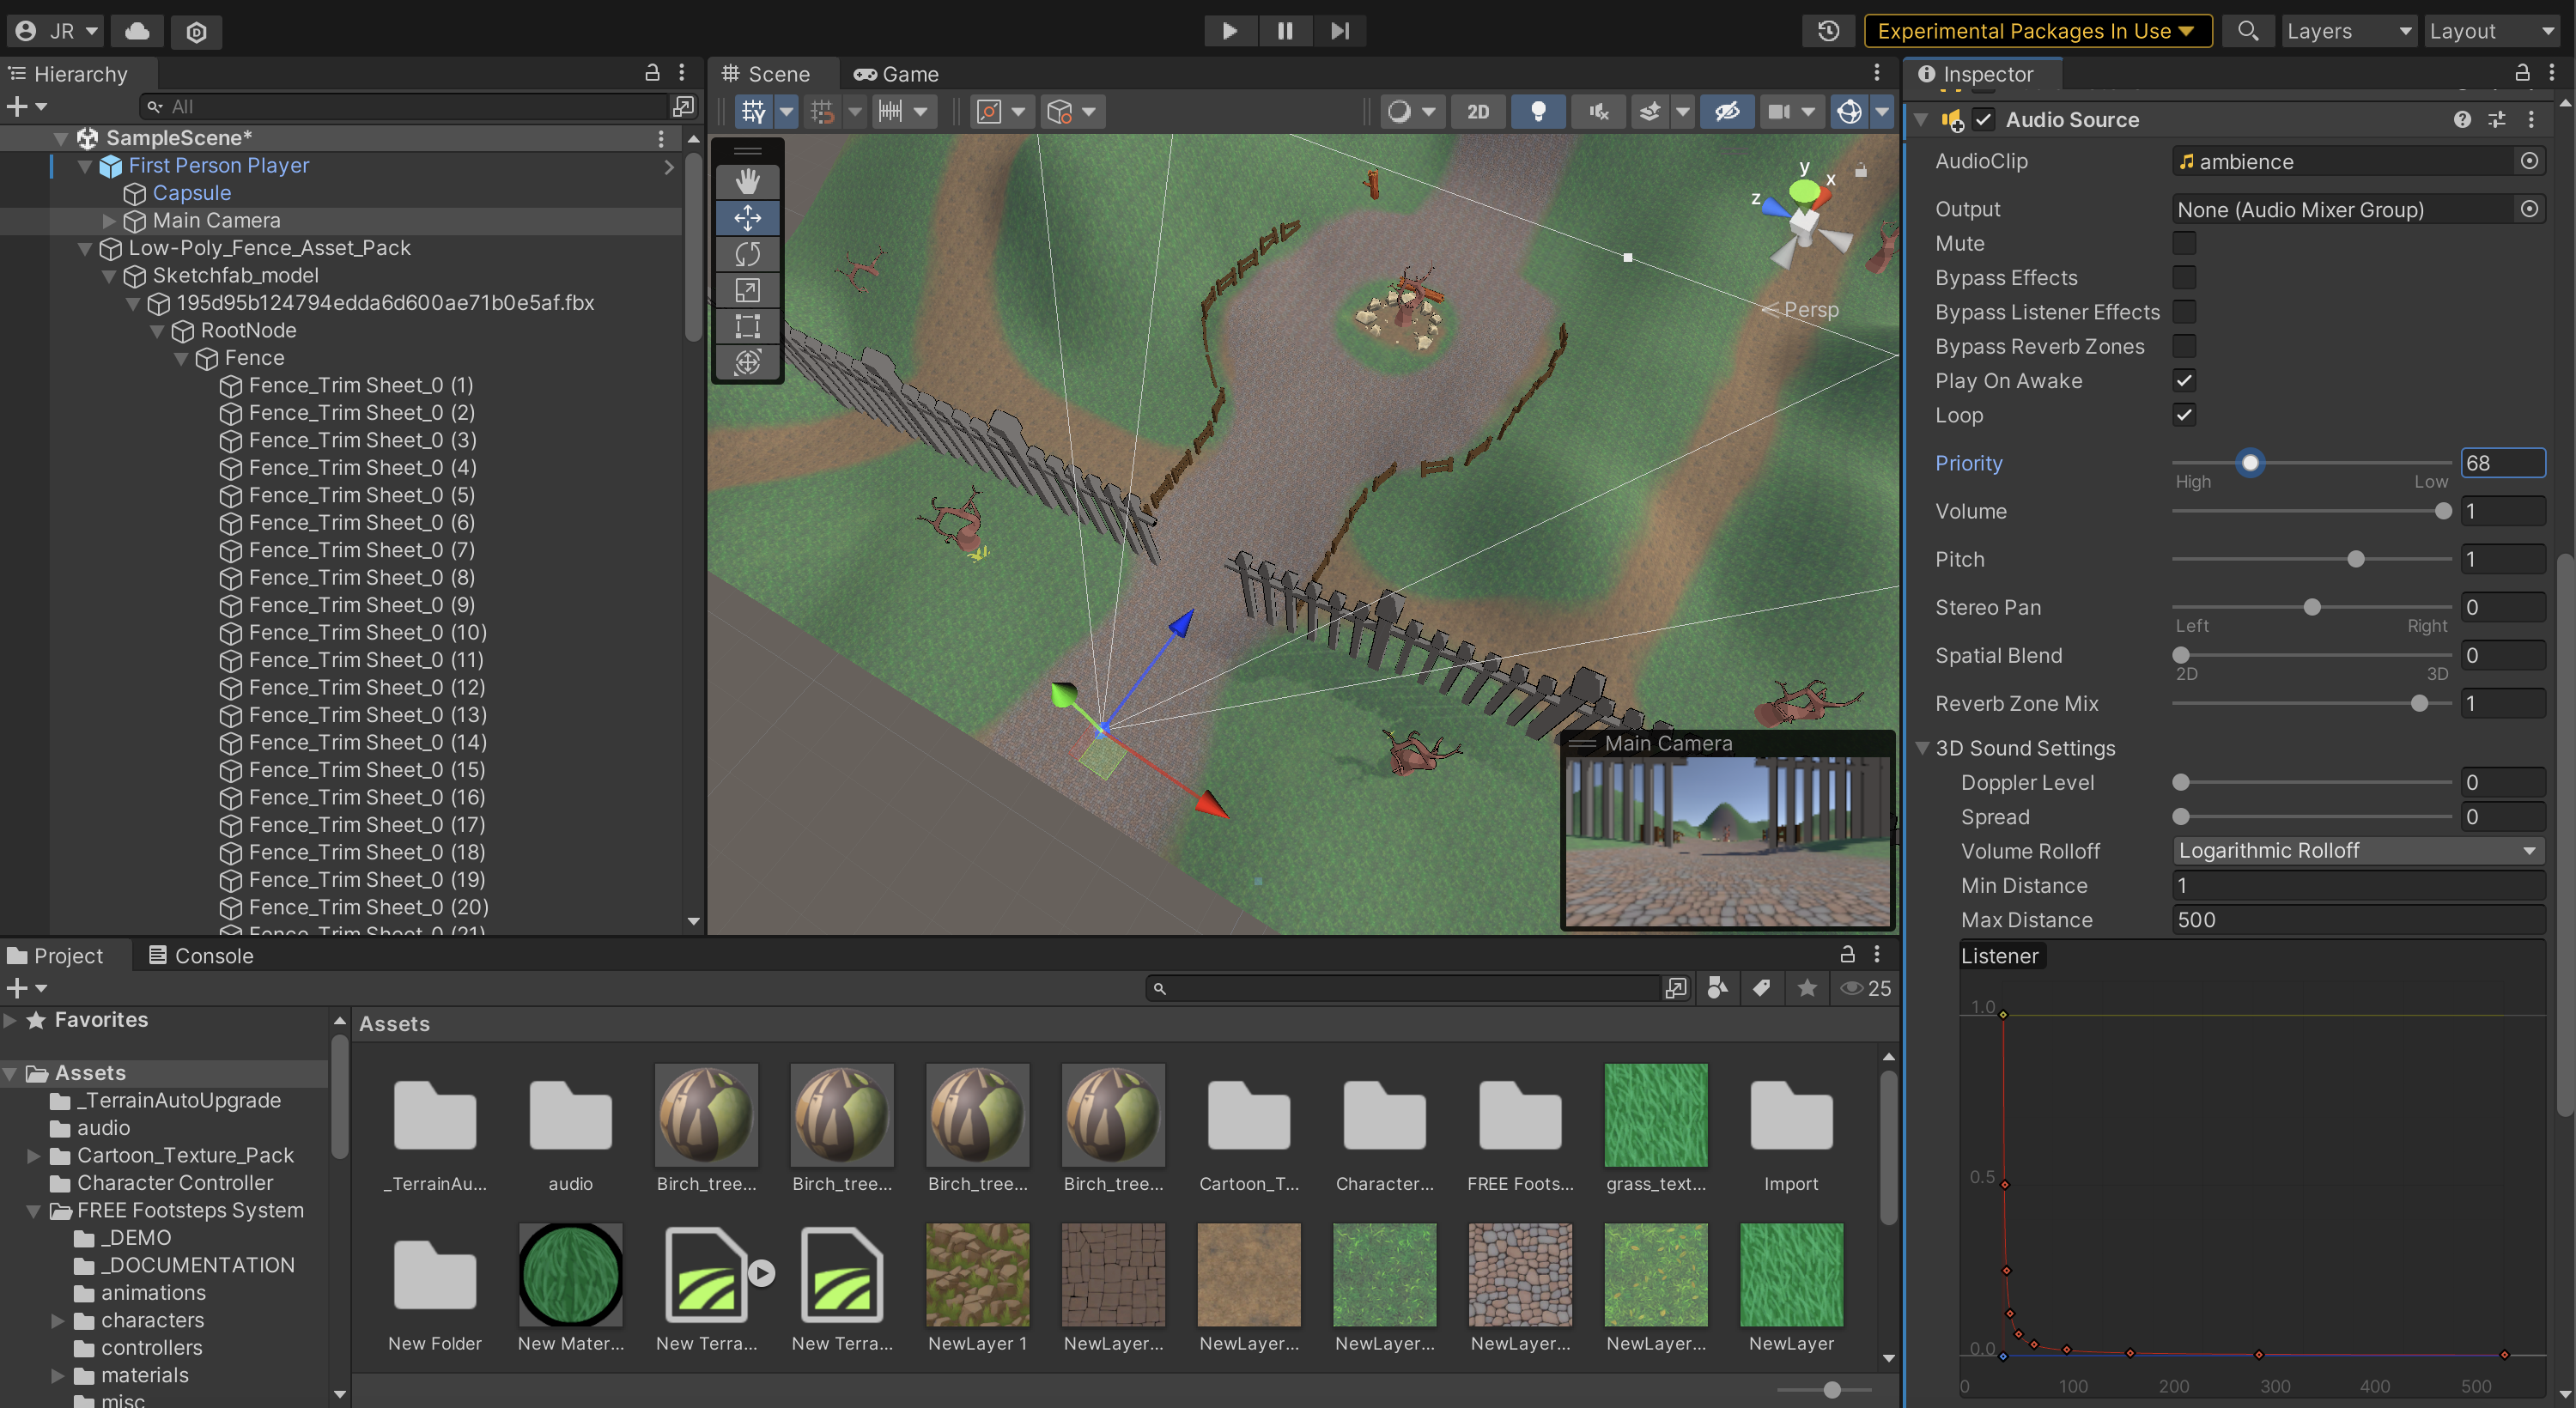 JR
Experimental Packages In Use
Layers
Layout
Hierarchy
All
SampleScene*
First Person Player
Capsule
Main Camera
Low-Poly_Fence_Asset_Pack
Sketchfab_model
195d95b124794edda6d600ae71b0e5af.fbx
RootNode
Fence
Fence_Trim Sheet_0 (1)
Fence_Trim Sheet_0 (2)
Fence_Trim Sheet_0 (3)
Fence_Trim Sheet_0 (4)
Fence_Trim Sheet_0 (5)
Fence_Trim Sheet_0 (6)
Fence_Trim Sheet_0 (7)
Fence_Trim Sheet_0 (8)
Fence_Trim Sheet_0 (9)
Fence_Trim Sheet_0 (10)
Fence_Trim Sheet_0 (11)
Fence_Trim Sheet_0 (12)
Fence_Trim Sheet_0 (13)
Fence_Trim Sheet_0 (14)
Fence_Trim Sheet_0 (15)
Fence_Trim Sheet_0 (16)
Fence_Trim Sheet_0 (17)
Fence_Trim Sheet_0 (18)
Fence_Trim Sheet_0 (19)
Fence_Trim Sheet_0 (20)
Fence_Trim Sheet_0 (21)
Scene
Game
2D
y
x
z
Persp
Main Camera
Inspector
Audio Source
AudioClip
ambience
Output
None (Audio Mixer Group)
Mute
Bypass Effects
Bypass Listener Effects
Bypass Reverb Zones
Play On Awake
Loop
Priority
68
High
Low
Volume
1
Pitch
1
Stereo Pan
0
Left
Right
Spatial Blend
0
2D
3D
Reverb Zone Mix
1
3D Sound Settings
Doppler Level
0
Spread
0
Volume Rolloff
Logarithmic Rolloff
Min Distance
1
Max Distance
500
Listener
1.0
0.5
0.0
0
100
200
300
400
500
Project
Console
25
Favorites
Assets
_TerrainAutoUpgrade
audio
Cartoon_Texture_Pack
Character Controller
FREE Footsteps System
_DEMO
_DOCUMENTATION
animations
characters
controllers
materials
misc
Assets
_TerrainAu...
audio
Birch_tree...
Birch_tree...
Birch_tree...
Birch_tree...
Cartoon_T...
Character...
FREE Foots...
grass_text...
Import
New Folder
New Mater...
New Terra...
New Terra...
NewLayer 1
NewLayer...
NewLayer...
NewLayer...
NewLayer...
NewLayer...
NewLayer